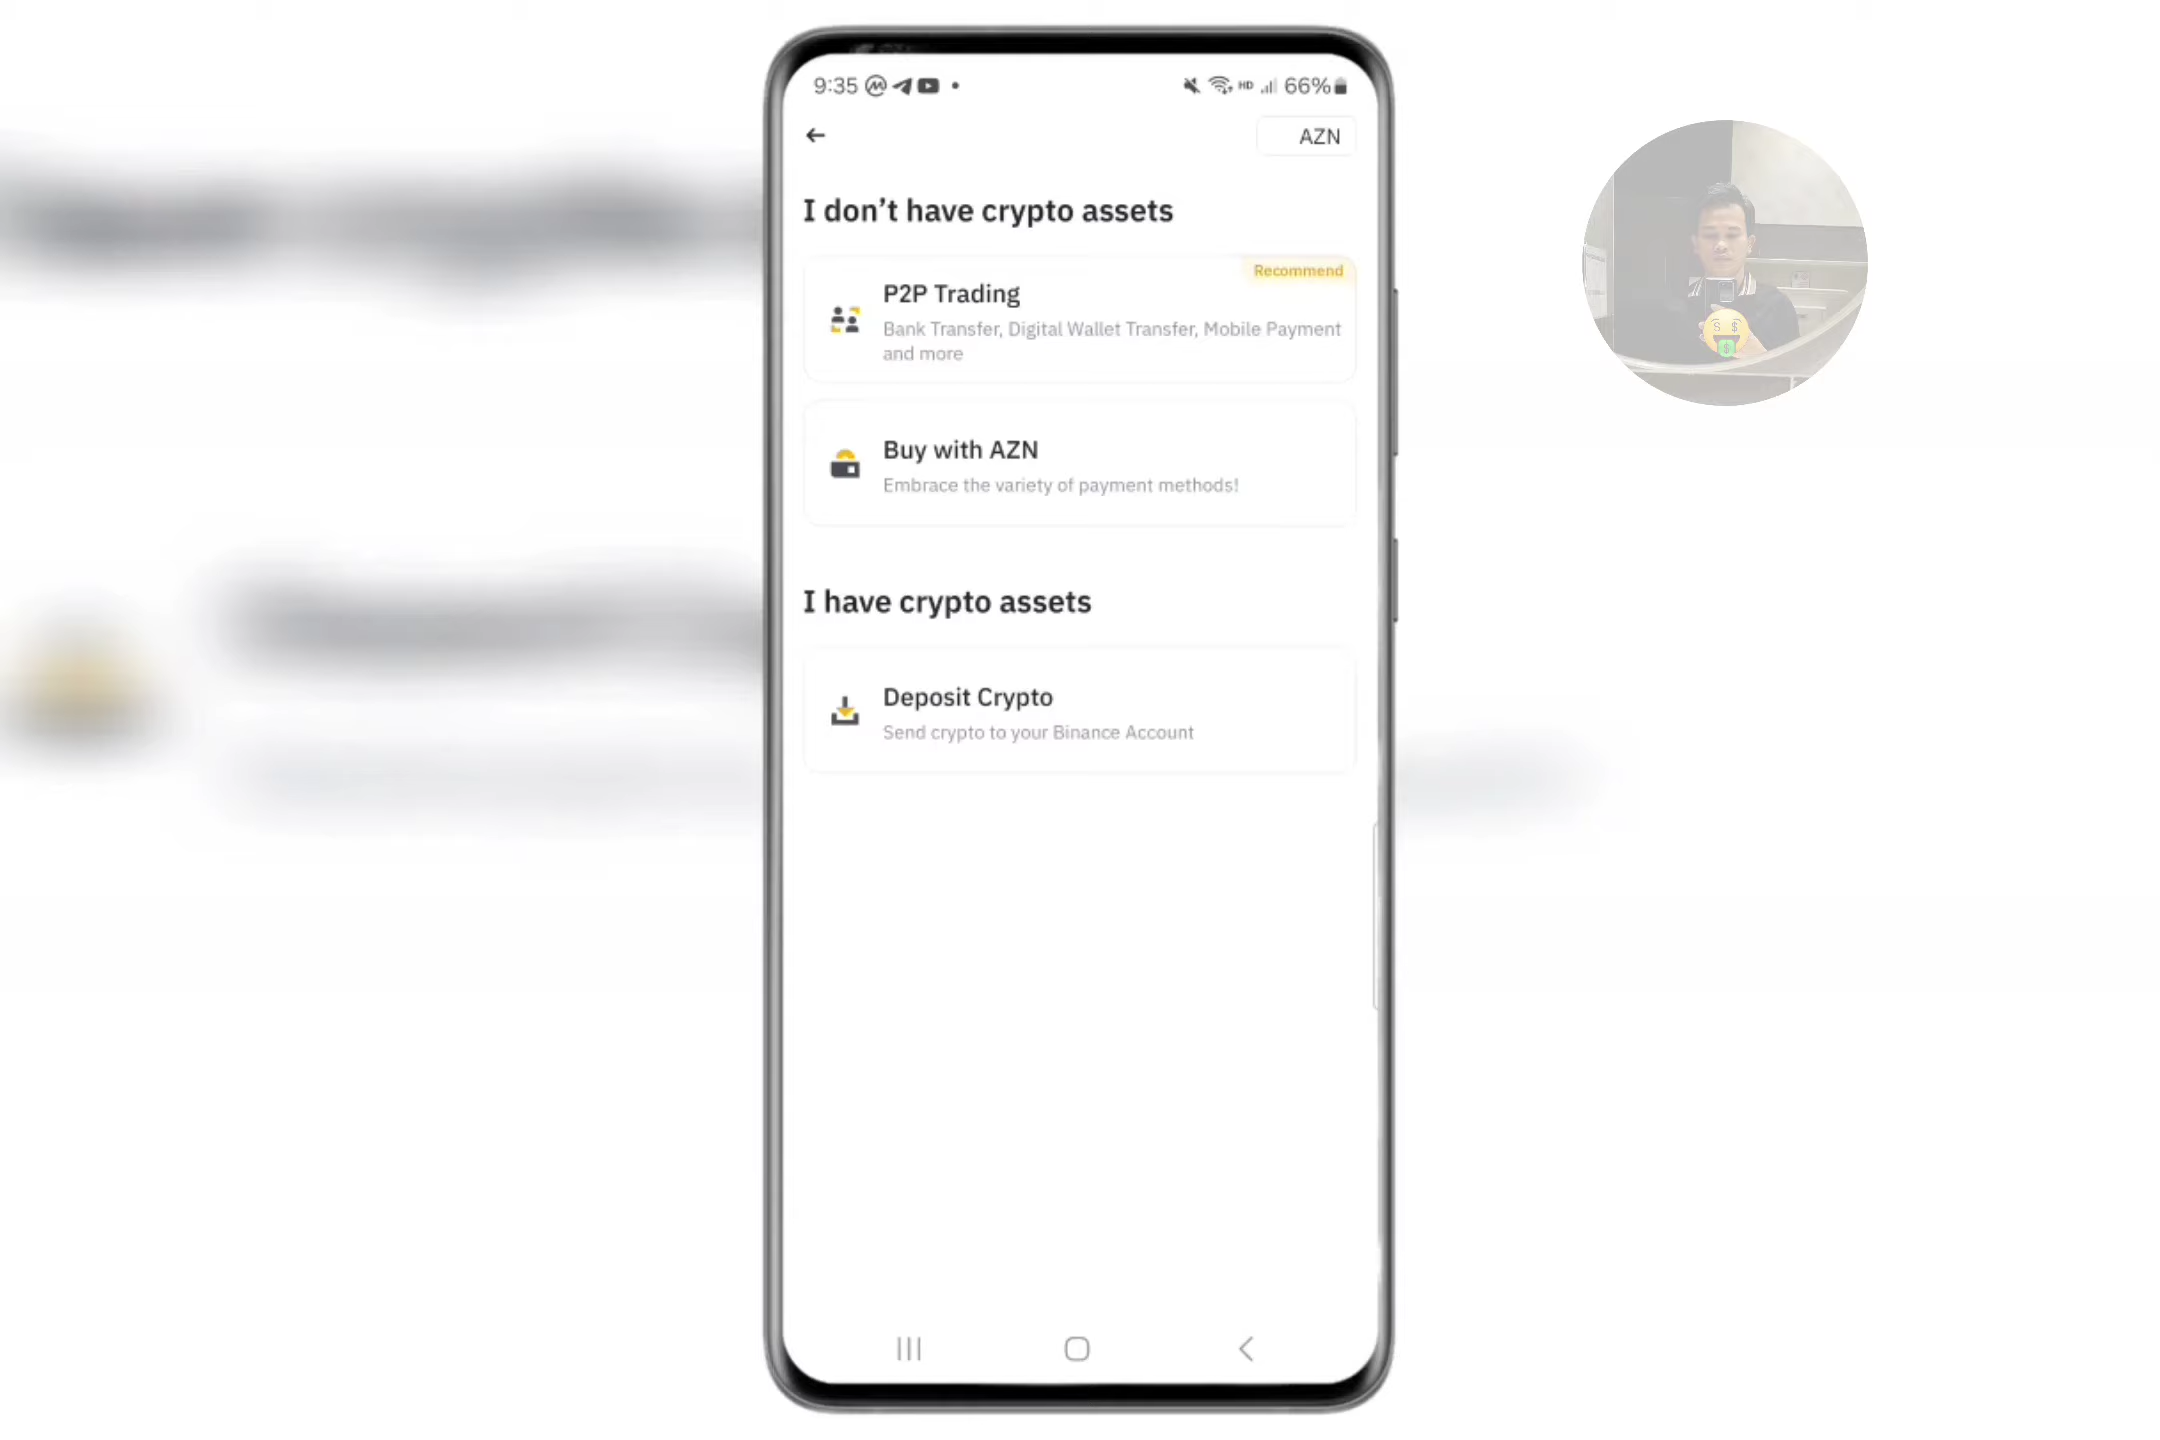 9:35
HD
66%
AZN
I don't have crypto assets
Recommend
P2P Trading
Bank Transfer, Digital Wallet Transfer, Mobile Payment
and more
Buy with AZN
Embrace the variety of payment methods!
I have crypto assets
Deposit Crypto
Send crypto to your Binance Account